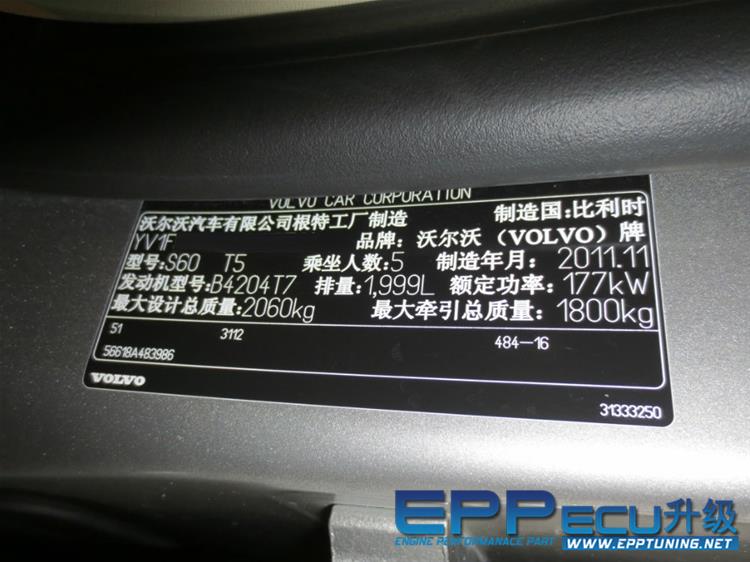 VOLVO CAR CORPORATION
沃尔沃汽车有限公司根特工厂制造 制造国:比利时
YV1F 品牌: 沃尔沃 (VOLVO) 牌
型号:S60 T5 乘坐人数:5 制造年月: 2011.11
发动机型号:B4204T7 排量: 1,999L 额定功率: 177kW
最大设计总质量:2060kg 最大牵引总质量: 1800kg
51 3112 484-16
56618A483986
VOLVO
31333250
EPP ECU升级
ENGINE PERFORMANACE PART WWW.EPPTUNING.NET